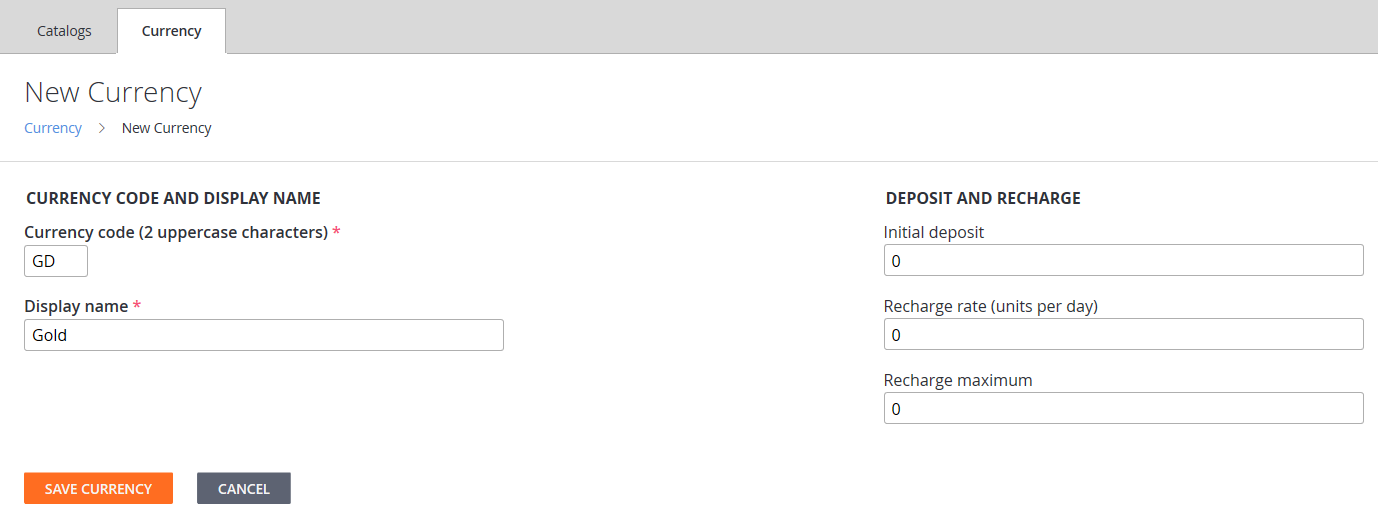 Catalogs
Currency
New Currency
Currency > New Currency
CURRENCY CODE AND DISPLAY NAME
Currency code (2 uppercase characters) *
GD
Display name *
Gold
DEPOSIT AND RECHARGE
Initial deposit
0
Recharge rate (units per day)
0
Recharge maximum
0
SAVE CURRENCY
CANCEL